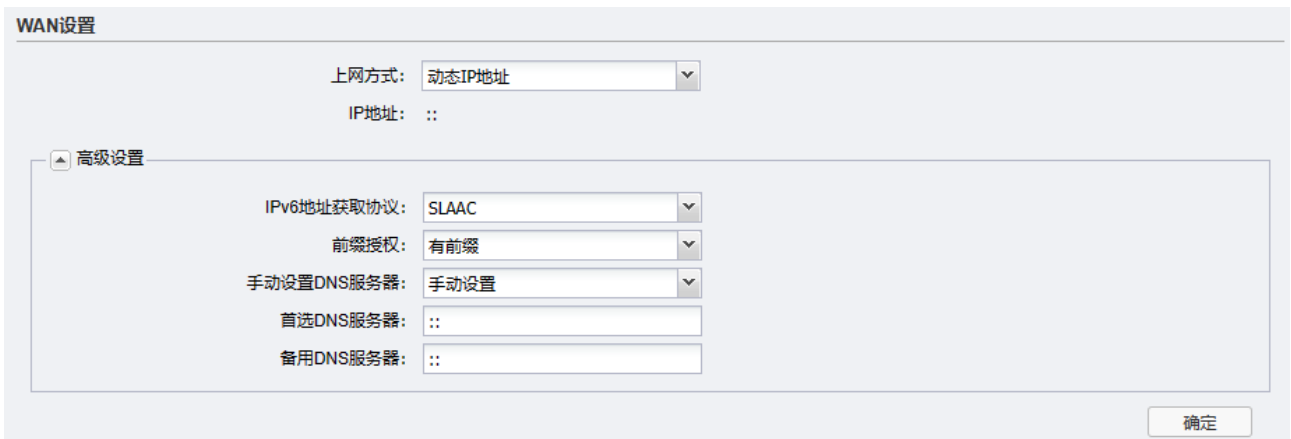 WAN设置
上网方式： 动态IP地址
IP地址： ::
高级设置
IPv6地址获取协议： SLAAC
前缀授权： 有前缀
手动设置DNS服务器： 手动设置
首选DNS服务器： ::
备用DNS服务器： ::
确定